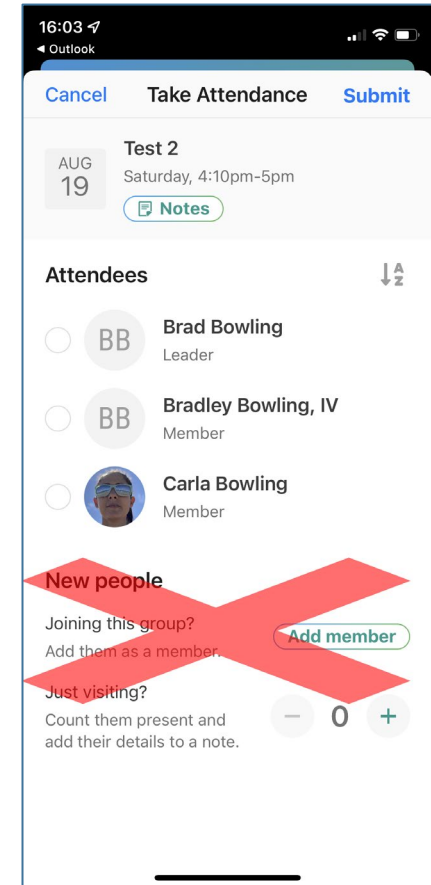 16:03
◀ Outlook
Cancel Take Attendance Submit
AUG
19
Test 2
Saturday, 4:10pm-5pm
Notes
Attendees
A
Z
BB
Brad Bowling
Leader
BB
Bradley Bowling, IV
Member
Carla Bowling
Member
New people
Joining this group?
Add them as a member.
Add member
Just visiting?
Count them present and
add their details to a note.
− 0 +